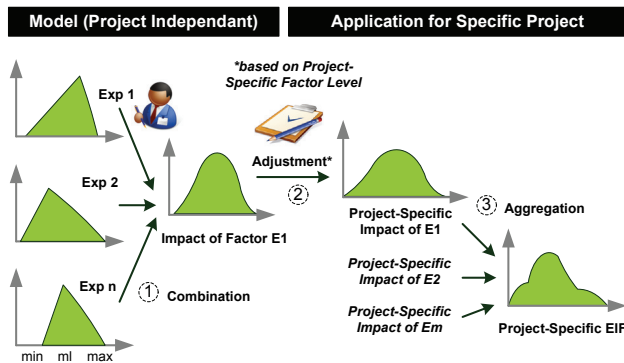 Model (Project Independant)
Application for Specific Project
Exp 1
*based on Project-
Specific Factor Level
Exp 2
Adjustment*
2
Impact of Factor E1
Project-Specific
Impact of E1
3 Aggregation
Exp n
1 Combination
Project-Specific
Impact of E2
Project-Specific
Impact of Em
min ml max
Project-Specific EIF